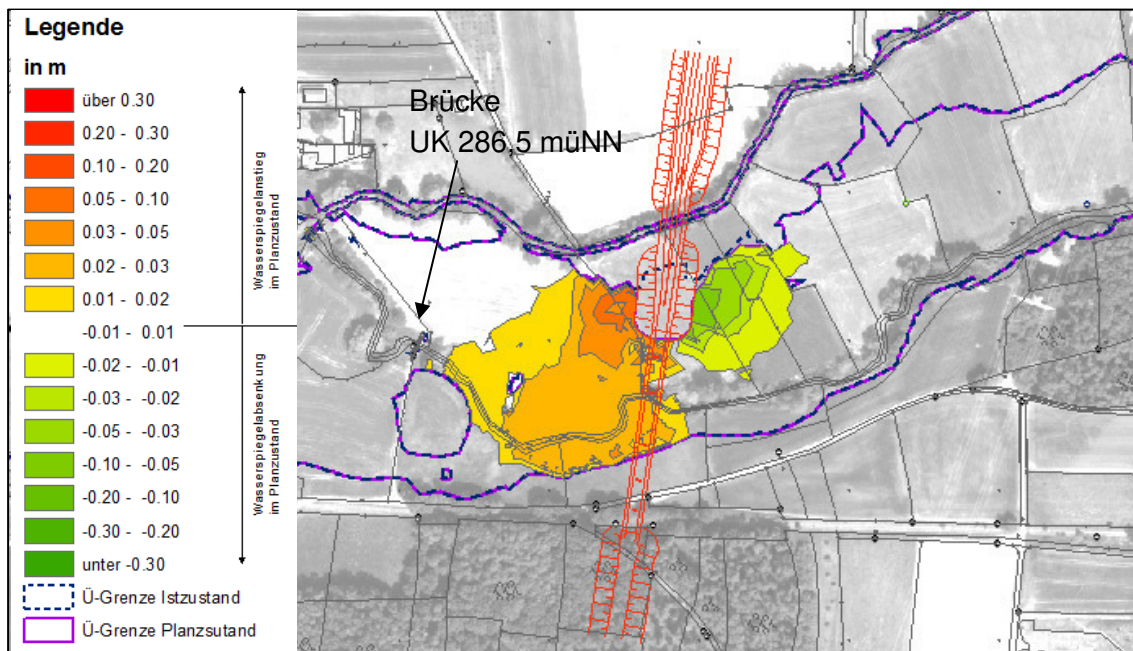 Legende
in m
über 0.30
0.20 - 0.30
0.10 - 0.20
0.05 - 0.10
0.03 - 0.05
0.02 - 0.03
0.01 - 0.02
-0.01 - 0.01
-0.02 - -0.01
-0.03 - -0.02
-0.05 - -0.03
-0.10 - -0.05
-0.20 - -0.10
-0.30 - -0.20
unter -0.30
Ü-Grenze Istzustand
Ü-Grenze Planzsutand
Wasserspiegelanstieg
im Planzustand
Wasserspiegelabsenkung
im Planzustand
Brücke
UK 286,5 müNN